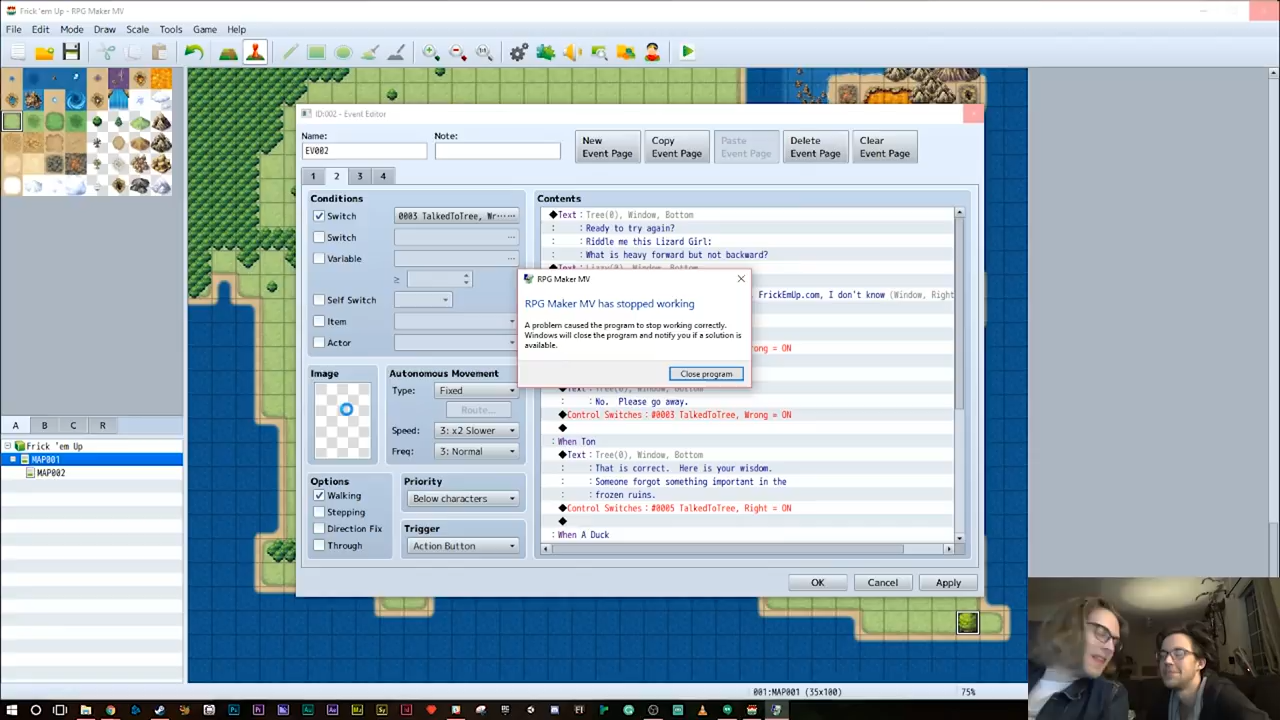 Frick 'em Up - RPG Maker MV
File Edit Mode Draw Scale Tools Game Help
ID:002 - Event Editor
Name:
Note:
EV002
New Event Page
Copy Event Page
Paste Event Page
Delete Event Page
Clear Event Page
1 2 3 4
Conditions
Switch 0003 TalkedToTree, Wr...
Switch
Variable
≥
Self Switch
Item
Actor
Image
Autonomous Movement
Type: Fixed
Route...
Speed: 3: x2 Slower
Freq: 3: Normal
Options
Walking
Stepping
Direction Fix
Through
Priority
Below characters
Trigger
Action Button
Contents
◆Text：Tree(0), Window, Bottom
：Ready to try again?
：Riddle me this Lizard Girl:
：What is heavy forward but not backward?
FrickEmUp.com, I don't know (Window, Right
Wrong = ON
：No.  Please go away.
◆Control Switches：#0003 TalkedToTree, Wrong = ON
◆
：When Ton
◆Text：Tree(0), Window, Bottom
：That is correct.  Here is your wisdom.
：Someone forgot something important in the
：frozen ruins.
◆Control Switches：#0005 TalkedToTree, Right = ON
◆
：When A Duck
OK Cancel Apply
RPG Maker MV
RPG Maker MV has stopped working
A problem caused the program to stop working correctly.
Windows will close the program and notify you if a solution is
available.
Close program
A B C R
Frick 'em Up
MAP001
MAP002
001:MAP001 (35x100)
75%